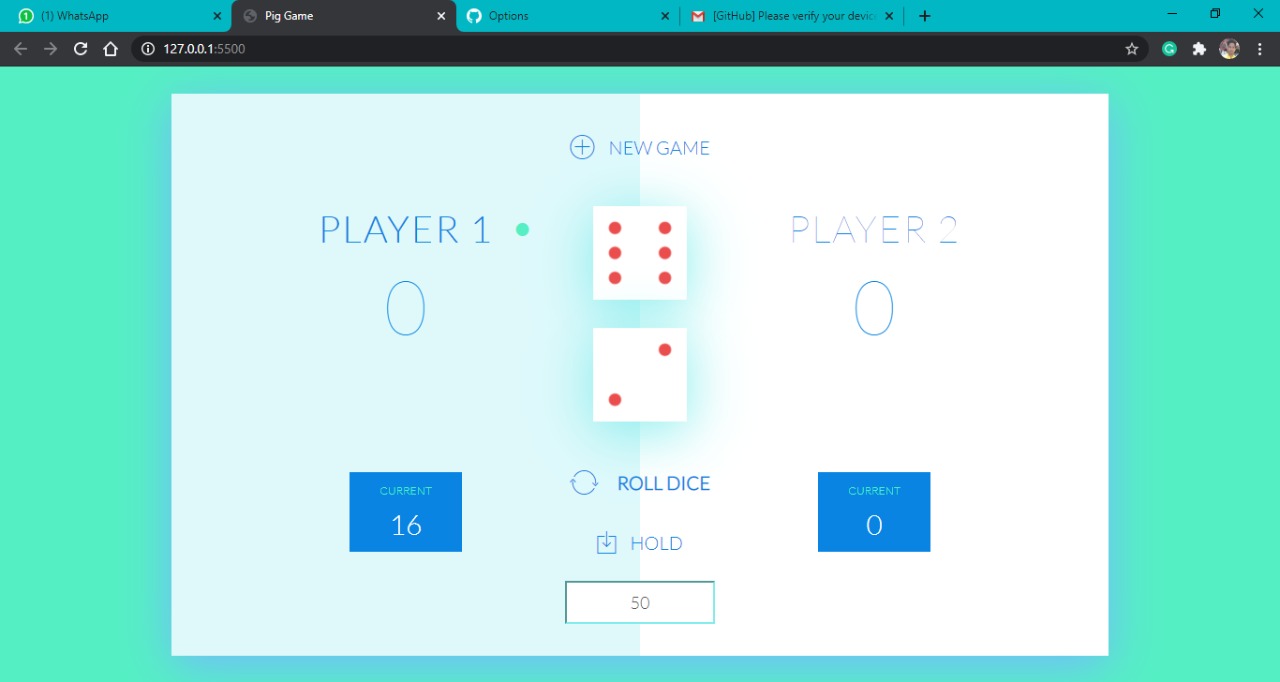 (1) WhatsApp
Pig Game
Options
[GitHub] Please verify your device
127.0.0.1:5500
NEW GAME
PLAYER 1
PLAYER 2
0
0
ROLL DICE
CURRENT
16
CURRENT
0
HOLD
50